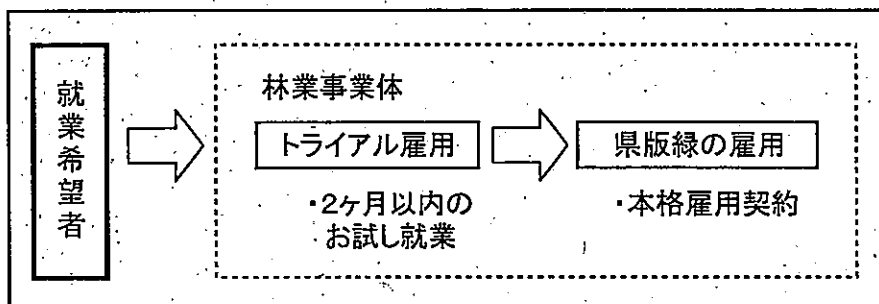 就業希望者
林業事業体
トライアル雇用
県版緑の雇用
・2ヶ月以内の
お試し就業
・本格雇用契約